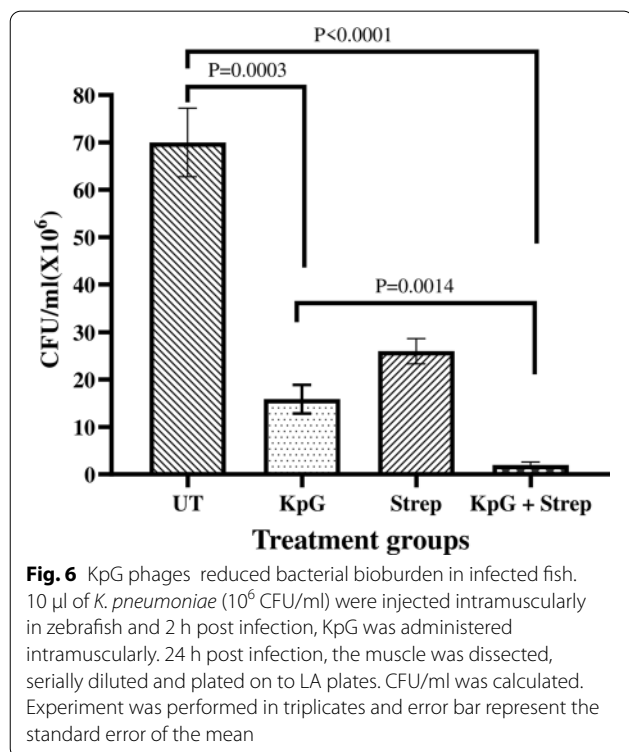 P<0.0001
P=0.0003
P=0.0014
CFU/ml(X10⁶)
80
70
60
50
40
30
20
10
0
UT KpG Strep KpG + Strep
Treatment groups
Fig. 6 KpG phages reduced bacterial bioburden in infected fish.
10 µl of K. pneumoniae (10⁶ CFU/ml) were injected intramuscularly
in zebrafish and 2 h post infection, KpG was administered
intramuscularly. 24 h post infection, the muscle was dissected,
serially diluted and plated on to LA plates. CFU/ml was calculated.
Experiment was performed in triplicates and error bar represent the
standard error of the mean